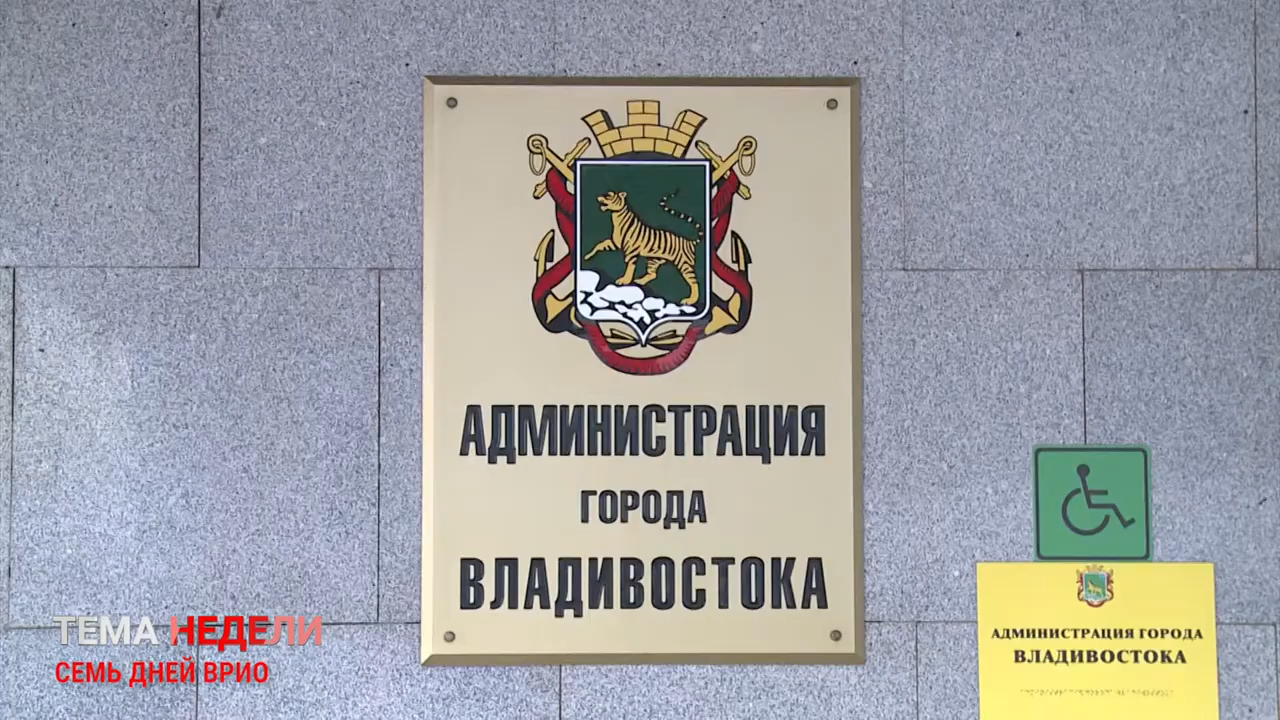 АДМИНИСТРАЦИЯ
ГОРОДА
ВЛАДИВОСТОКА
АДМИНИСТРАЦИЯ ГОРОДА
ВЛАДИВОСТОКА
ТЕМА НЕДЕЛИ
СЕМЬ ДНЕЙ ВРИО